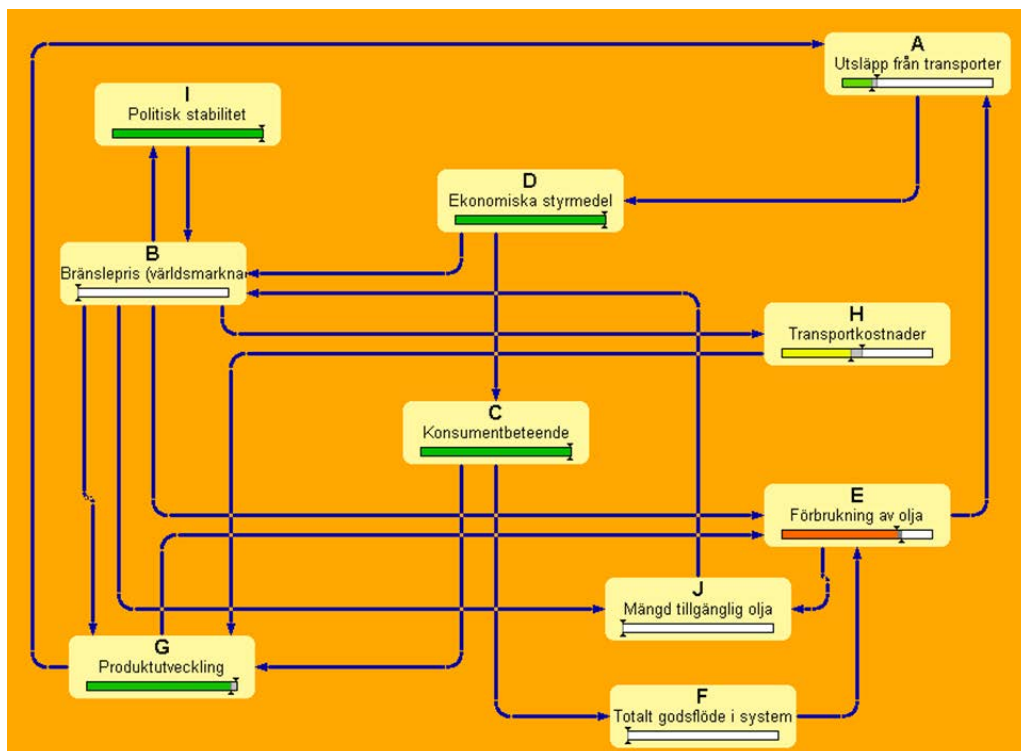 A
Utsläpp från transporter
I
Politisk stabilitet
D
Ekonomiska styrmedel
B
Bränslepris (världsmarkna
H
Transportkostnader
C
Konsumentbeteende
E
Förbrukning av olja
J
Mängd tillgänglig olja
G
Produktutveckling
F
Totalt godsflöde i system